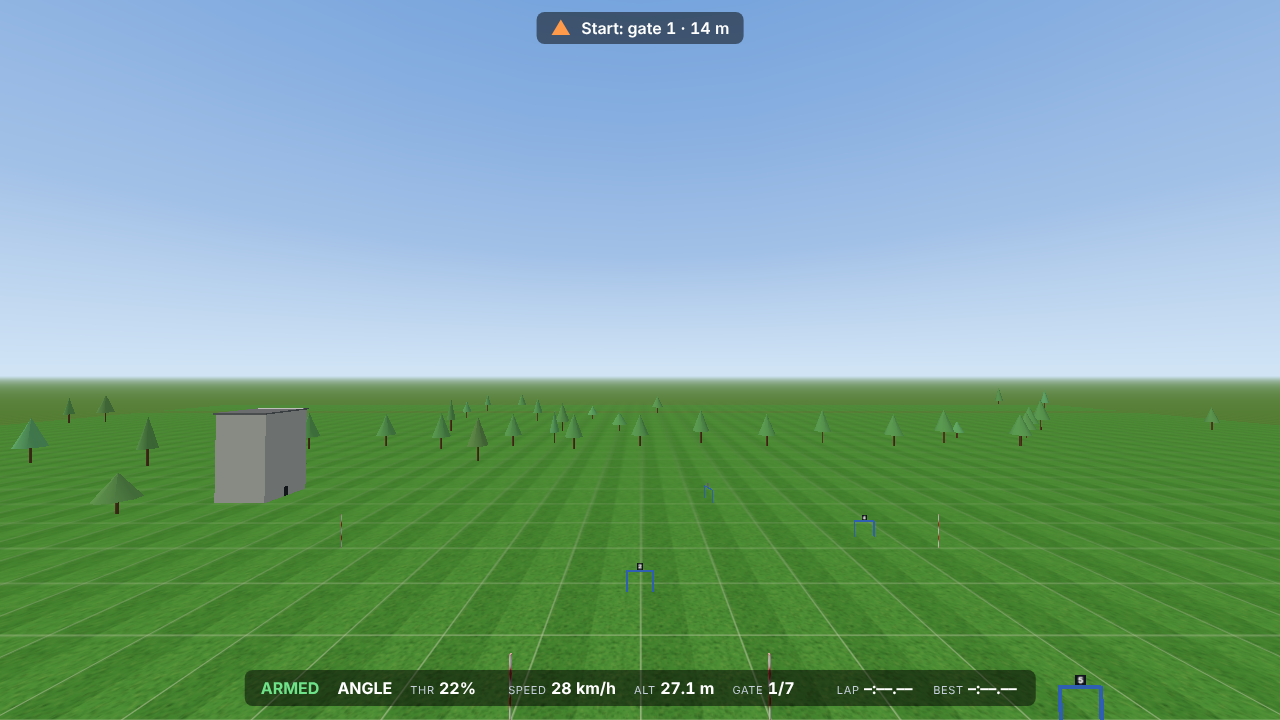 Start: gate 1 · 14 m
5
ARMED ANGLE THR 22% SPEED 28 km/h ALT 27.1 m GATE 1/7 LAP –:––.–– BEST –:––.––